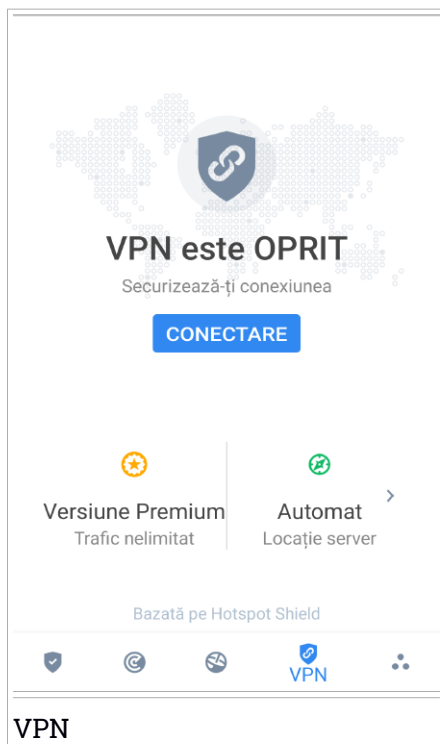 VPN este OPRIT
Securizează-ți conexiunea
CONECTARE
Versiune Premium
Trafic nelimitat
Automat
Locație server
Bazată pe Hotspot Shield
VPN
VPN